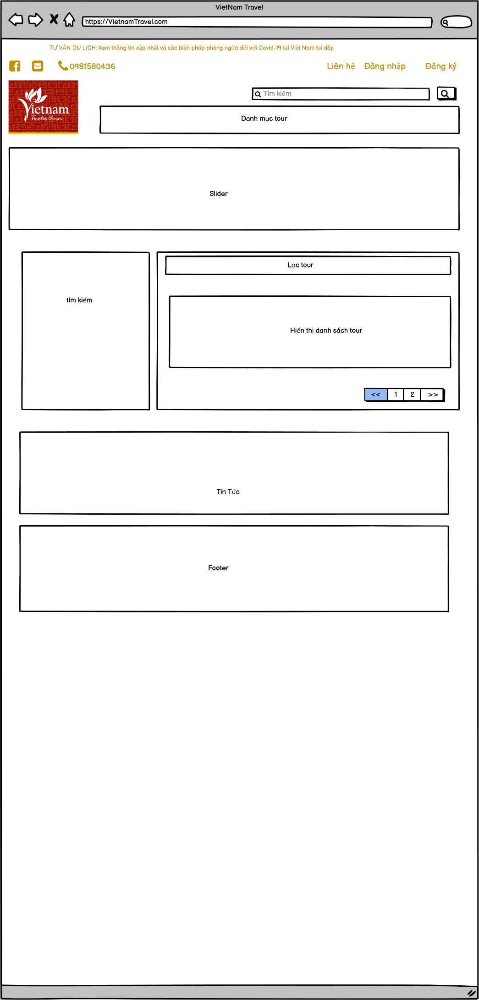 VietNam Travel
https://VietnamTravel.com
TƯ VẤN DU LỊCH: Xem thông tin cập nhật và các biện pháp phòng ngừa đối với Covid-19 tại Việt Nam tại đây.
0981580436 Liên hệ Đăng nhập Đăng ký
Vietnam
Timeless Charm
Tìm kiếm
Danh mục tour
Slider
Lọc tour
tìm kiếm
Hiển thị danh sách tour
<< 1 2 >>
Tin Tức
Footer